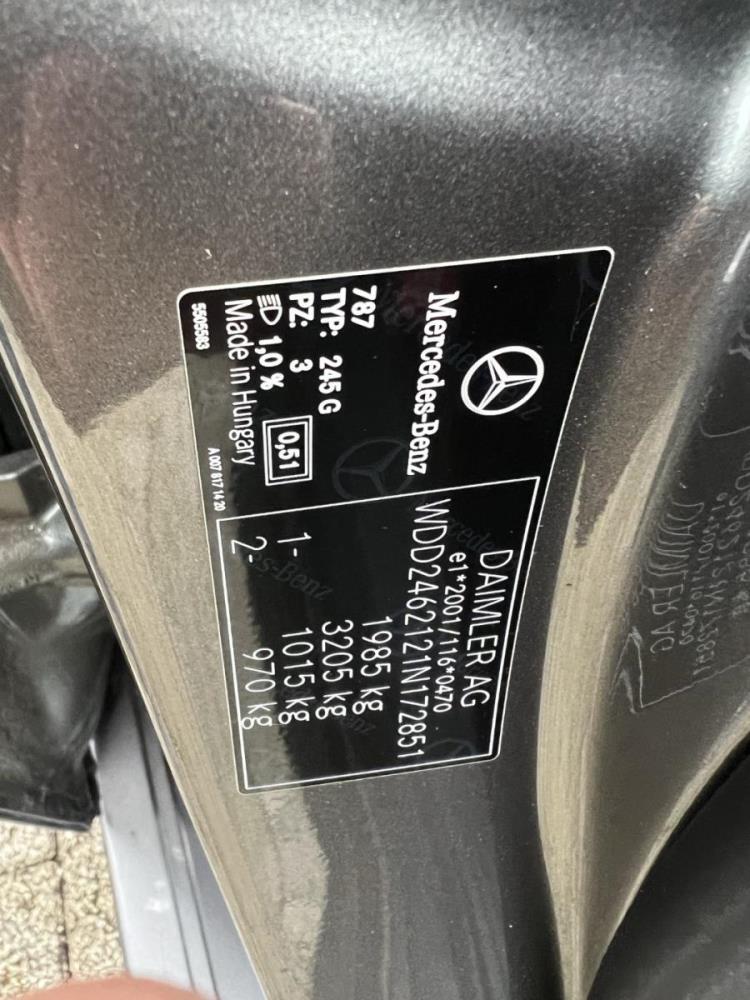 Mercedes-Benz
787
TYP: 245 G
PZ: 3
1,0 %
0,51
Made in Hungary
5505583
A 007 817 14 20
DAIMLER AG
e1*2001/116*0470
WDD2462121N172851
1985 kg
3205 kg
1- 1015 kg
2- 970 kg